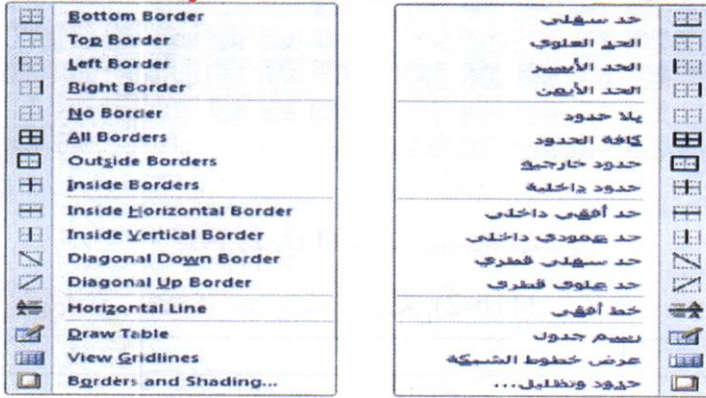 Bottom Border
Top Border
Left Border
Right Border
No Border
All Borders
Outside Borders
Inside Borders
Inside Horizontal Border
Inside Vertical Border
Diagonal Down Border
Diagonal Up Border
Horizontal Line
Draw Table
View Gridlines
Borders and Shading...
حد سفلي
الحد العلوي
الحد الأيسر
الحد الأيمن
بلا حدود
كافة الحدود
حدود خارجية
حدود داخلية
حد أفقي داخلي
حد عمودي داخلي
حد سفلي قطري
حد علوي قطري
خط أفقي
رسم جدول
عرض خطوط الشبكة
حدود وتظليل...